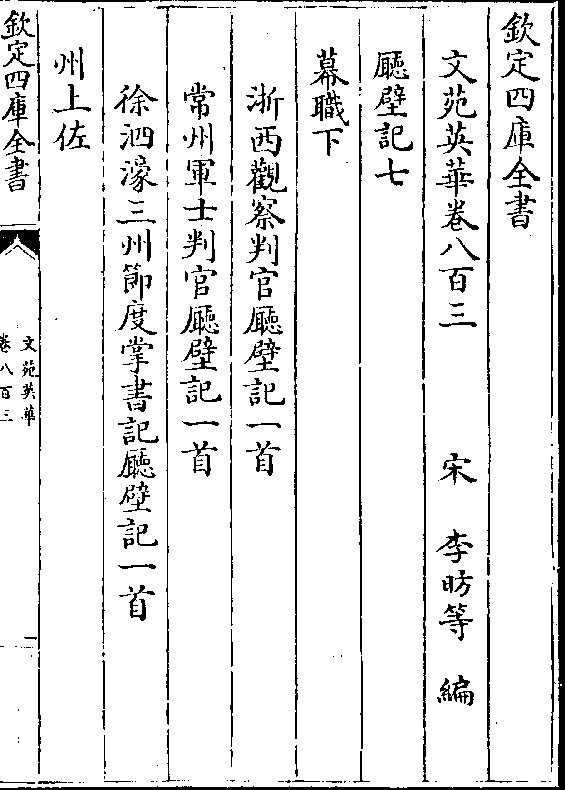 欽定四庫全書
文苑英華卷八百三 宋 李昉等 編
廳壁記七
幕職下
浙西觀察判官廳壁記一首
常州軍士判官廳壁記一首
徐泗濠三州節度掌書記廳壁記一首
州上佐
欽定四庫全書
文苑英華
卷八百三
一